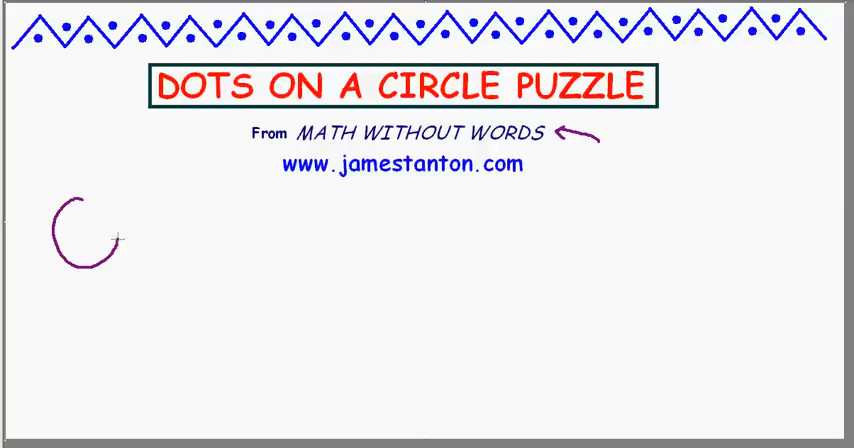 DOTS ON A CIRCLE PUZZLE
From MATH WITHOUT WORDS
www.jamestanton.com